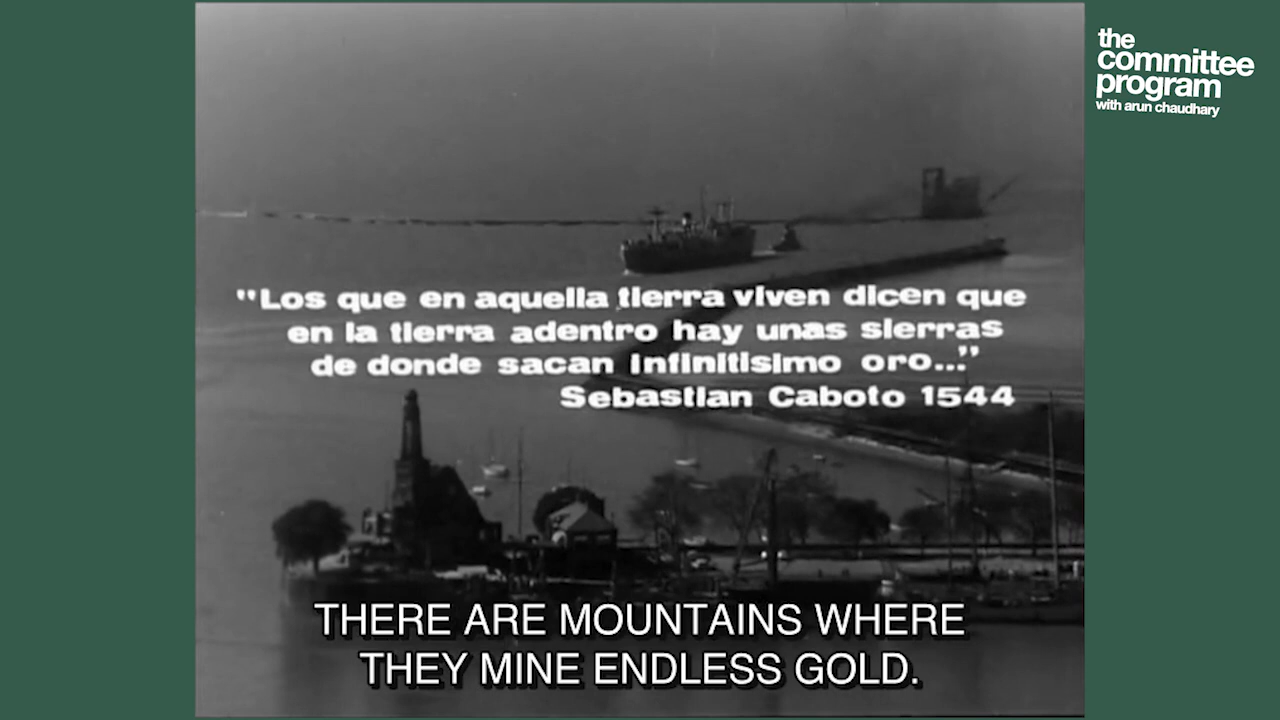 the
committee
program
with arun chaudhary
"Los que en aquella tierra viven dicen que
en la tierra adentro hay unas sierras
de donde sacan infinitisimo oro..."
Sebastian Caboto 1544
THERE ARE MOUNTAINS WHERE
THEY MINE ENDLESS GOLD.